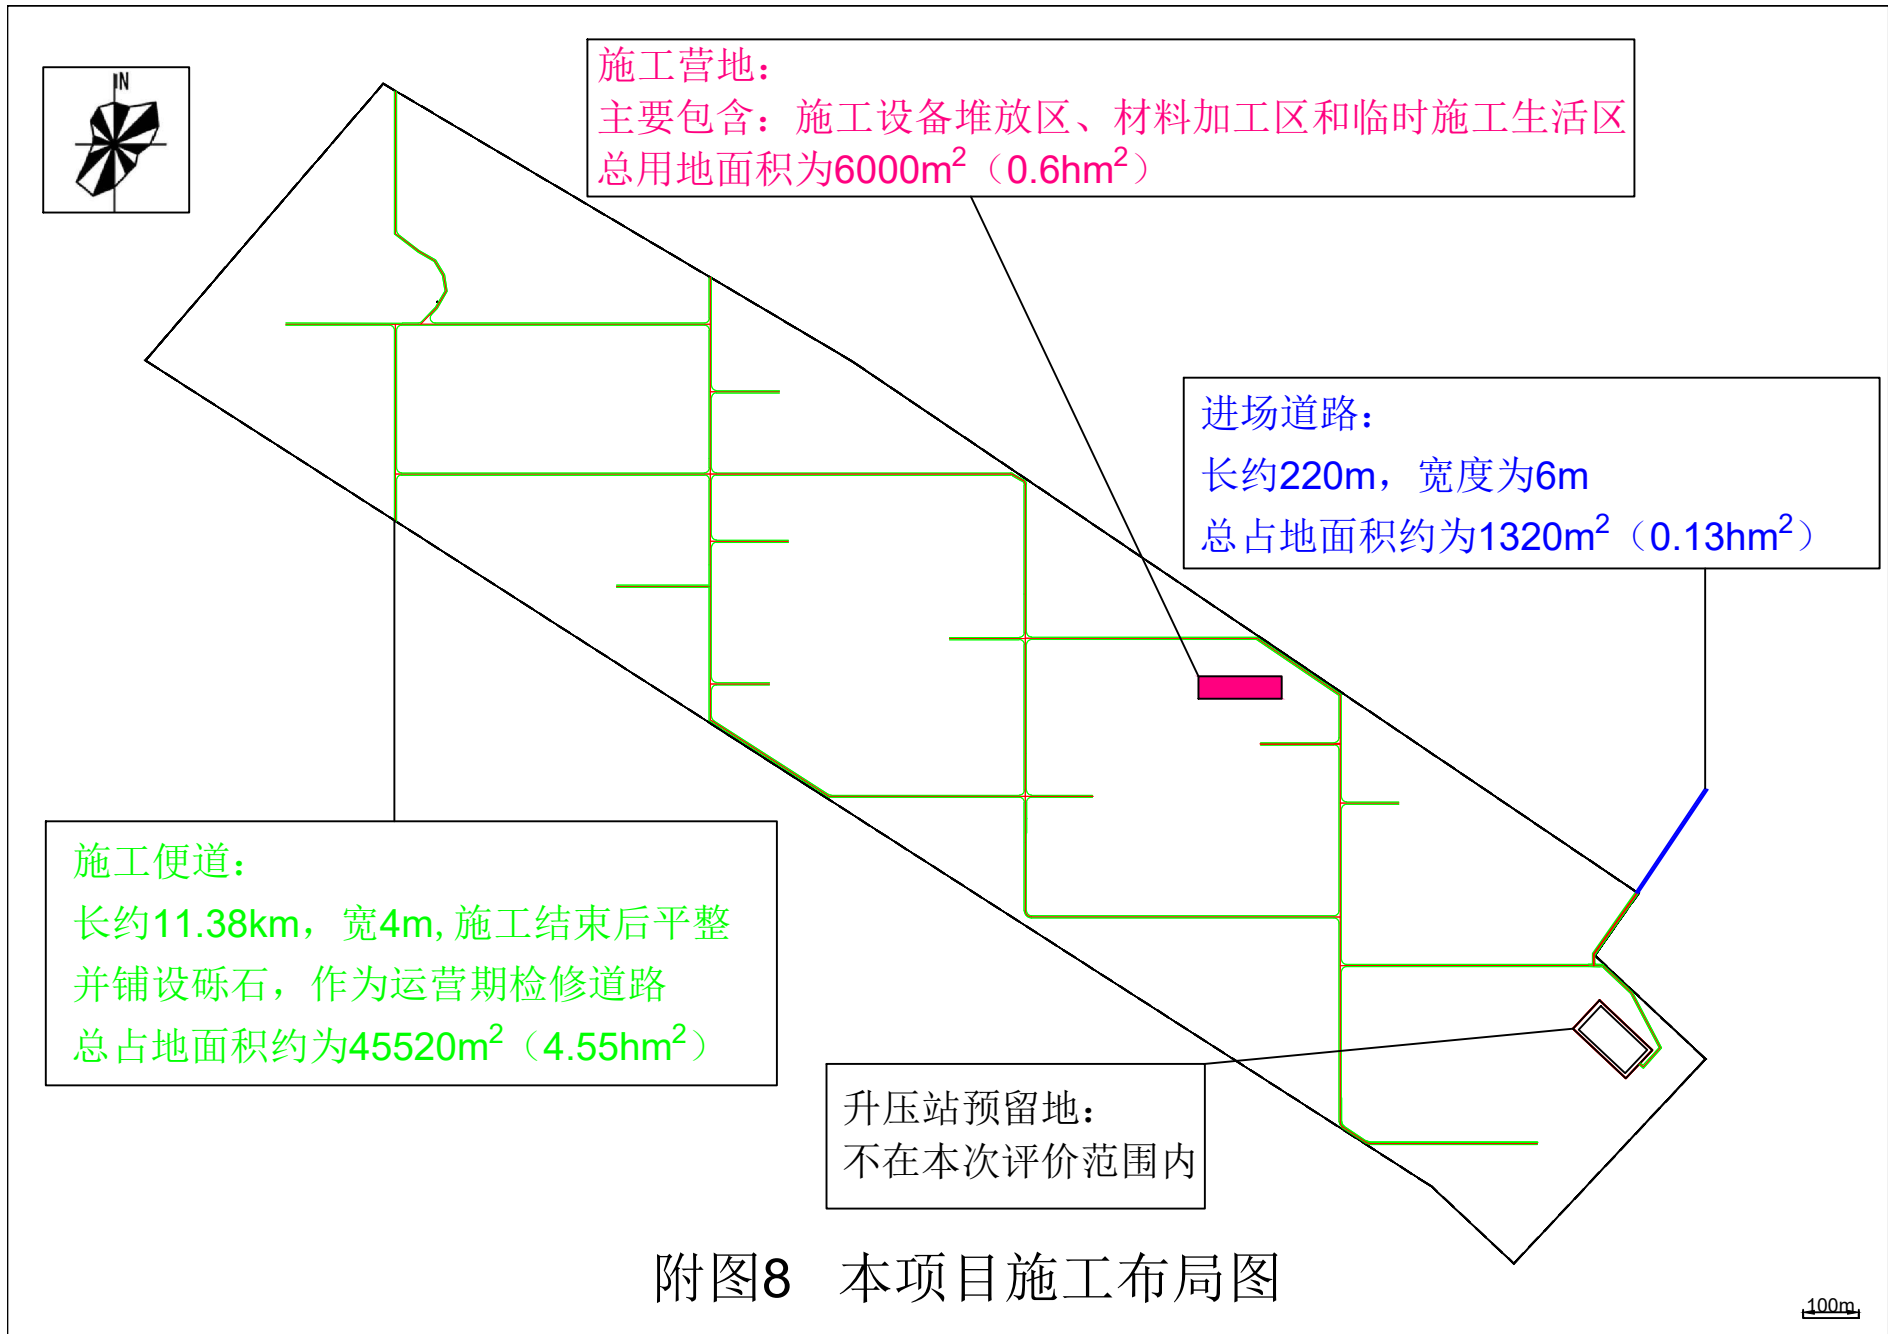 N
施工营地：
主要包含：施工设备堆放区、材料加工区和临时施工生活区
总用地面积为6000m²（0.6hm²）
进场道路：
长约220m，宽度为6m
总占地面积约为1320m²（0.13hm²）
施工便道：
长约11.38km，宽4m,施工结束后平整
并铺设砾石，作为运营期检修道路
总占地面积约为45520m²（4.55hm²）
升压站预留地：
不在本次评价范围内
附图8 本项目施工布局图
100m